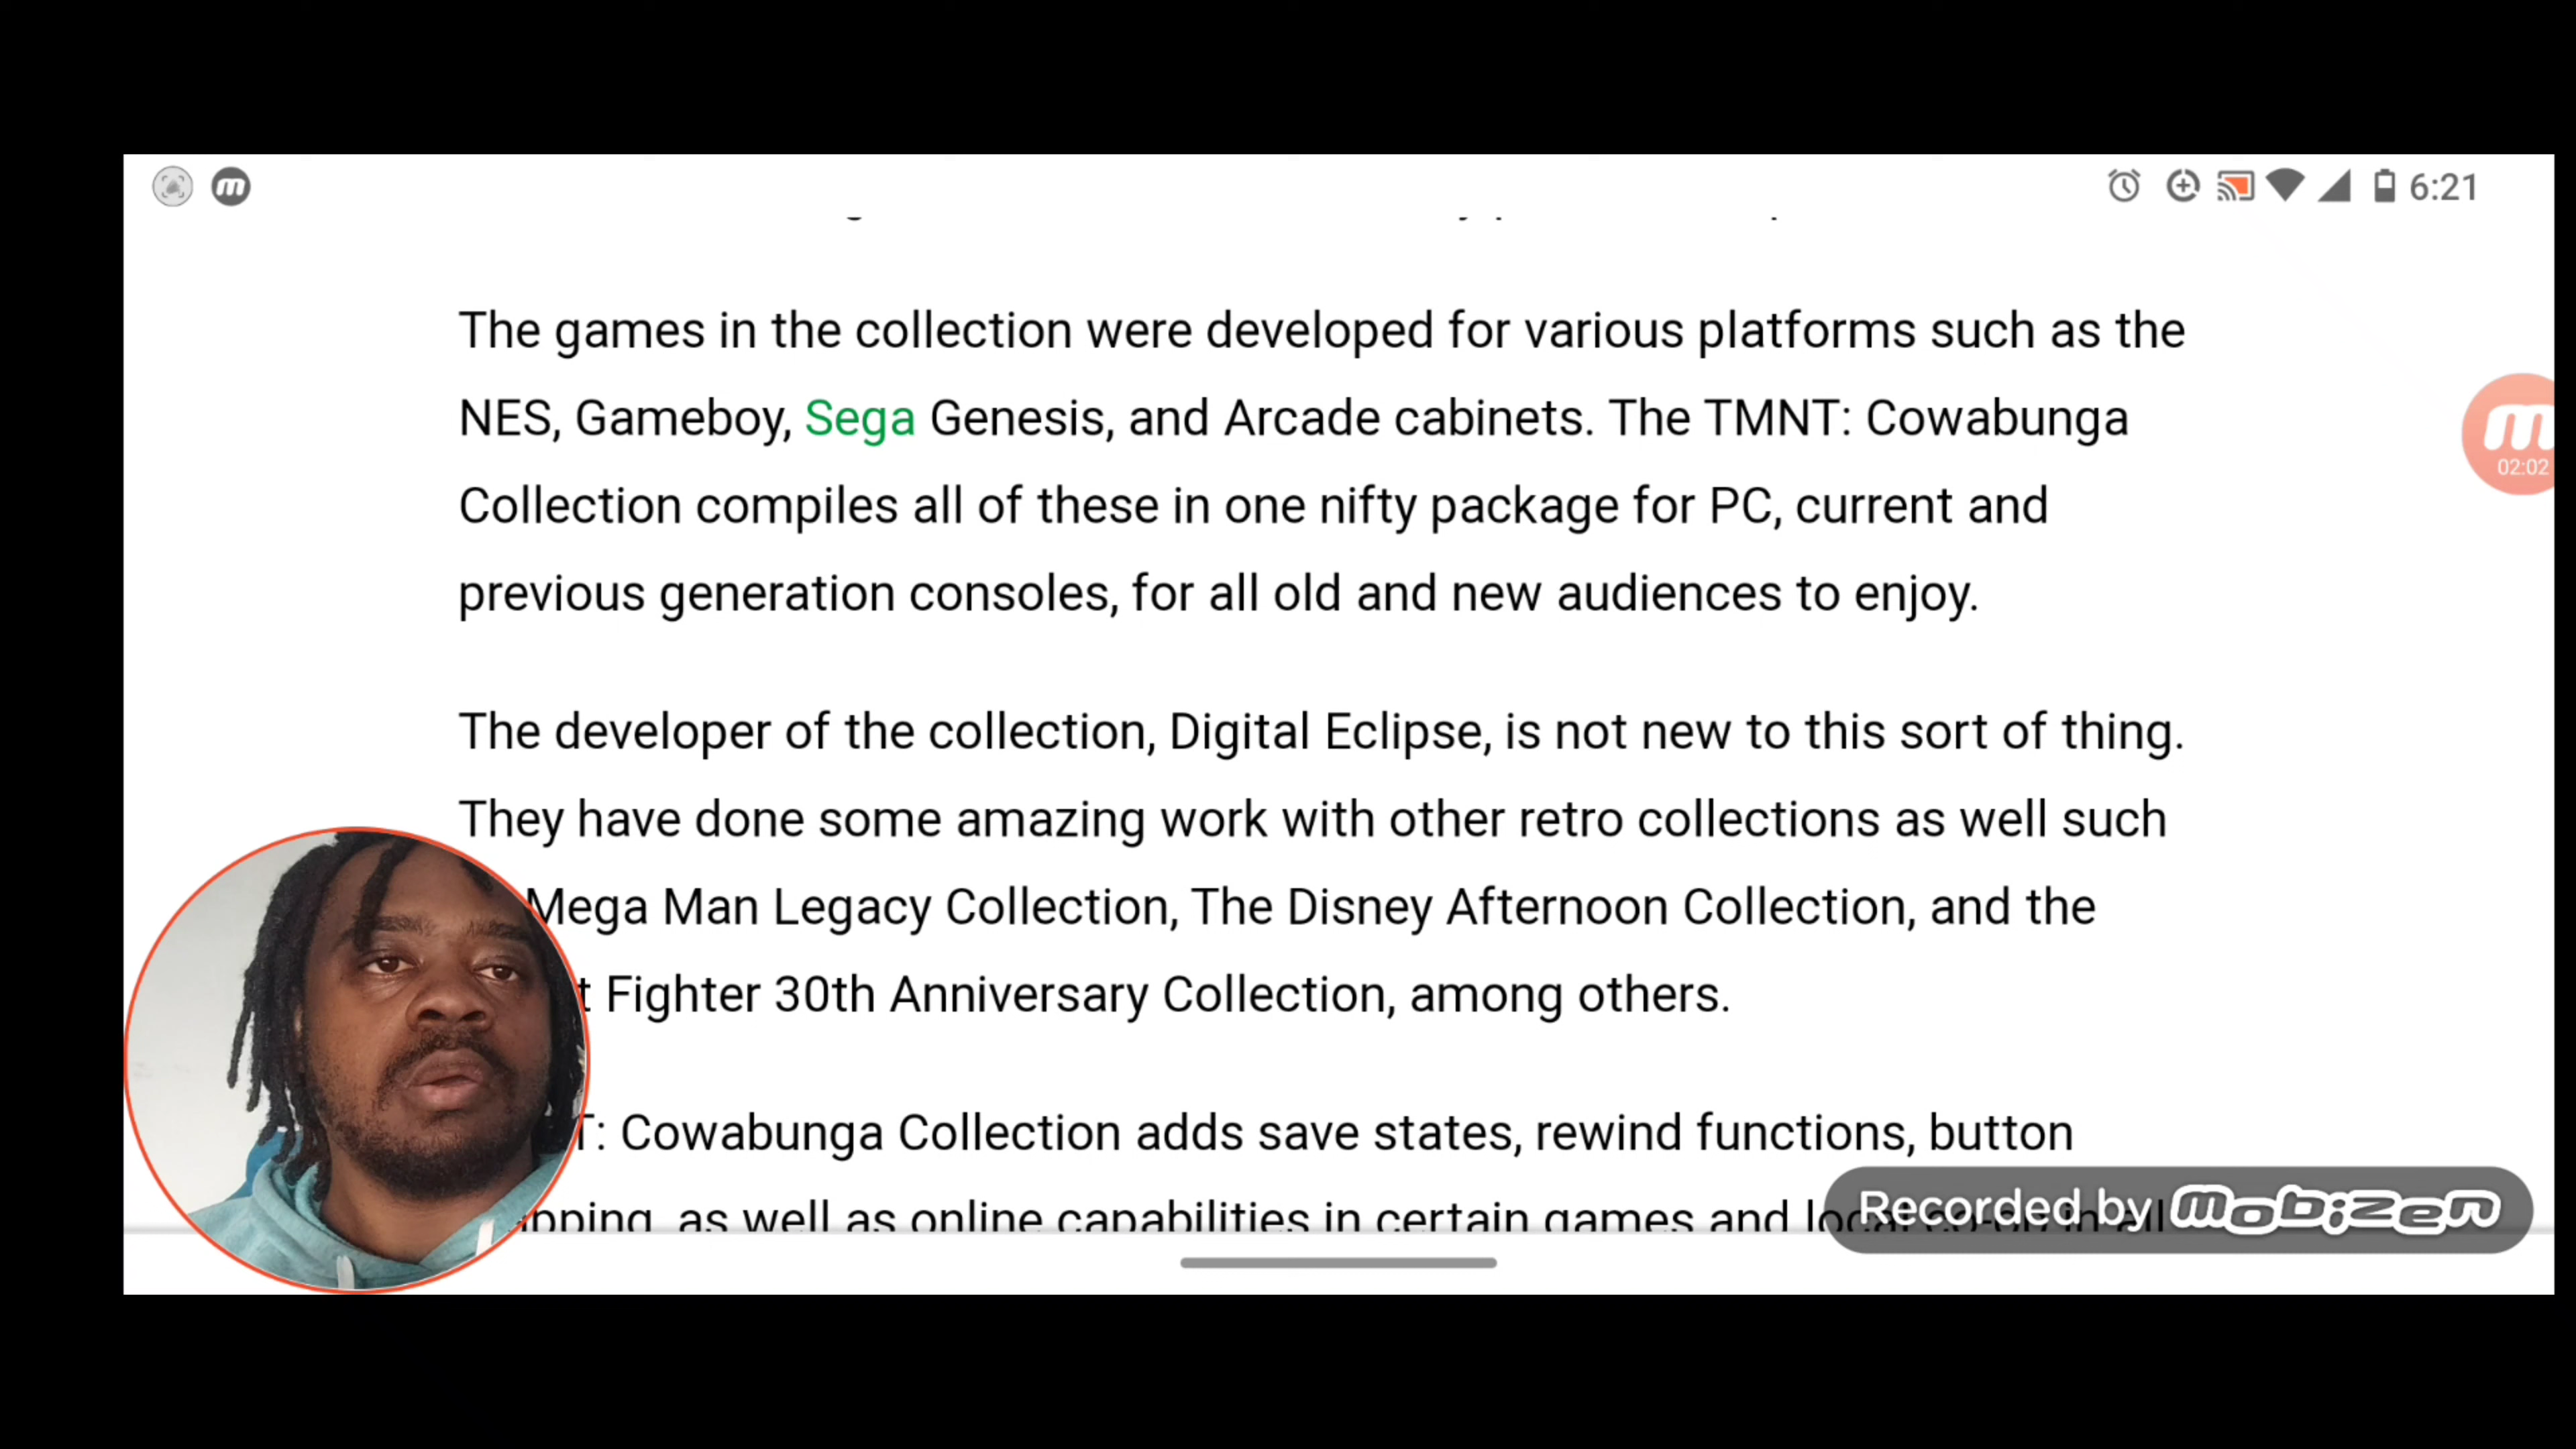 6:21
The games in the collection were developed for various platforms such as the
NES, Gameboy, Sega Genesis, and Arcade cabinets. The TMNT: Cowabunga
Collection compiles all of these in one nifty package for PC, current and
previous generation consoles, for all old and new audiences to enjoy.
02:02
The developer of the collection, Digital Eclipse, is not new to this sort of thing.
They have done some amazing work with other retro collections as well such
Mega Man Legacy Collection, The Disney Afternoon Collection, and the
t Fighter 30th Anniversary Collection, among others.
T: Cowabunga Collection adds save states, rewind functions, button
pping, as well as online capabilities in certain games and local co-op in all
Recorded by mobizen